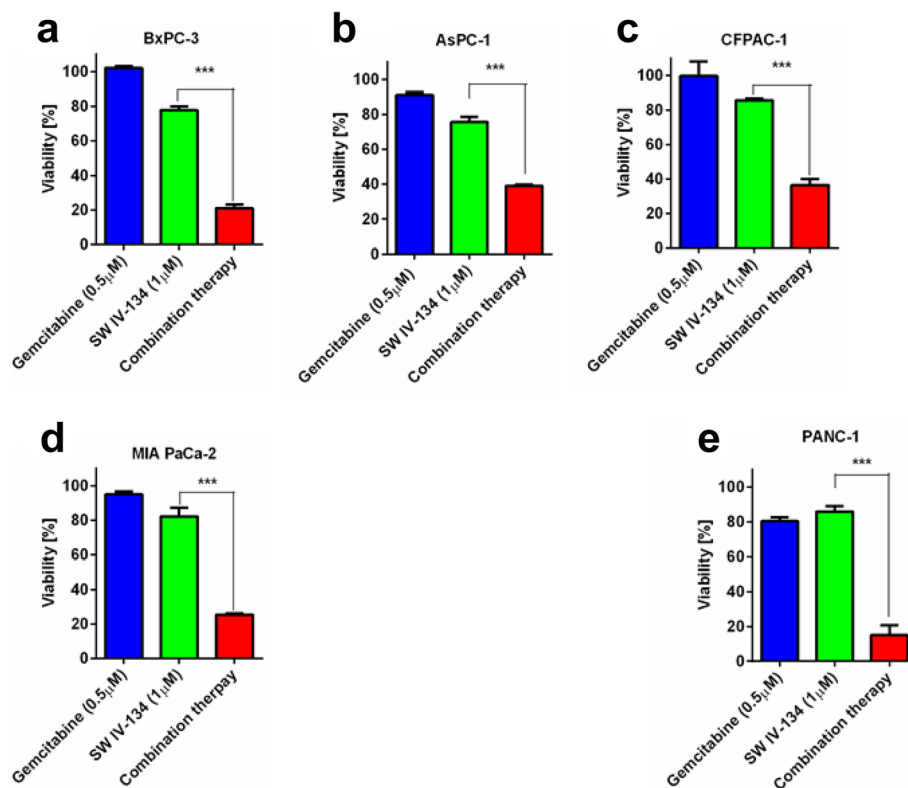 a
BxPC-3
Viability [%]
100
80
60
40
20
0
***
Gemcitabine (0.5μM)
SW IV-134 (1μM)
Combination therapy
b
AsPC-1
Viability [%]
100
80
60
40
20
0
***
Gemcitabine (0.5μM)
SW IV-134 (1μM)
Combination therapy
c
CFPAC-1
Viability [%]
100
80
60
40
20
0
***
Gemcitabine (0.5μM)
SW IV-134 (1μM)
Combination therapy
d
MIA PaCa-2
Viability [%]
100
80
60
40
20
0
***
Gemcitabine (0.5μM)
SW IV-134 (1μM)
Combination therpay
e
PANC-1
Viability [%]
100
80
60
40
20
0
***
Gemcitabine (0.5μM)
SW IV-134 (1μM)
Combination therapy